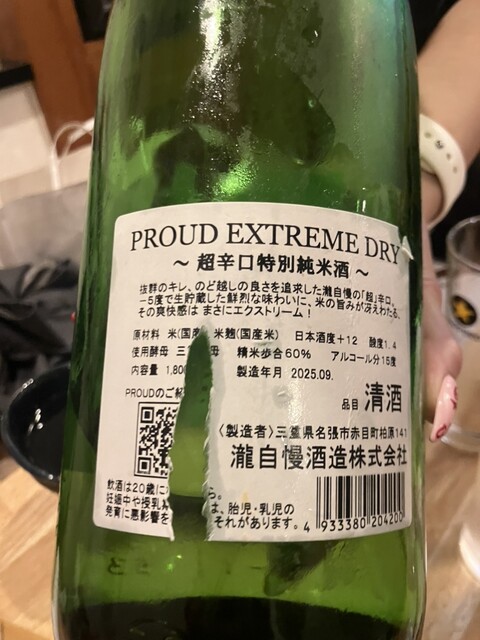 PROUD EXTREME DRY
～ 超辛口特別純米酒 ～
抜群のキレ、のど越しの良さを追求した瀧自慢の「超」辛口。
−5度で生貯蔵した鮮烈な味わいに、米の旨みが冴えわたる、
その爽快感は まさにエクストリーム！
原材料 米(国産 米麹(国産米) 日本酒度+12 酸度1.4
使用酵母 三 母 精米歩合60% アルコール分15度
内容量 1,80 製造年月 2025.09.
PROUDのご紹
品目 清酒
〈製造者〉三重県名張市赤目町柏原141
瀧自慢酒造株式会社
飲酒は20歳に ら。
妊娠中や授乳 は、胎児・乳児の
発育に悪影響を それがあります。
4 933380 204200